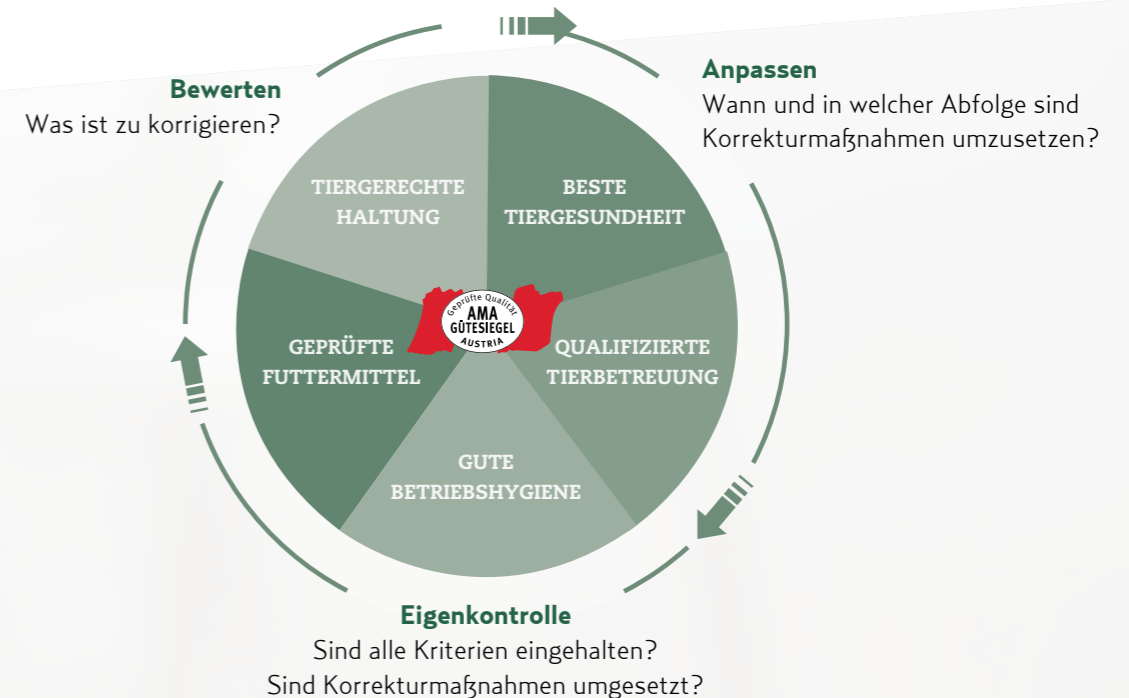 Bewerten
Was ist zu korrigieren?
Anpassen
Wann und in welcher Abfolge sind
Korrekturmaßnahmen umzusetzen?
TIERGERECHTE
HALTUNG
BESTE
TIERGESUNDHEIT
Geprüfte Qualität
AMA
GÜTESIEGEL
AUSTRIA
GEPRÜFTE
FUTTERMITTEL
QUALIFIZIERTE
TIERBETREUUNG
GUTE
BETRIEBSHYGIENE
Eigenkontrolle
Sind alle Kriterien eingehalten?
Sind Korrekturmaßnahmen umgesetzt?